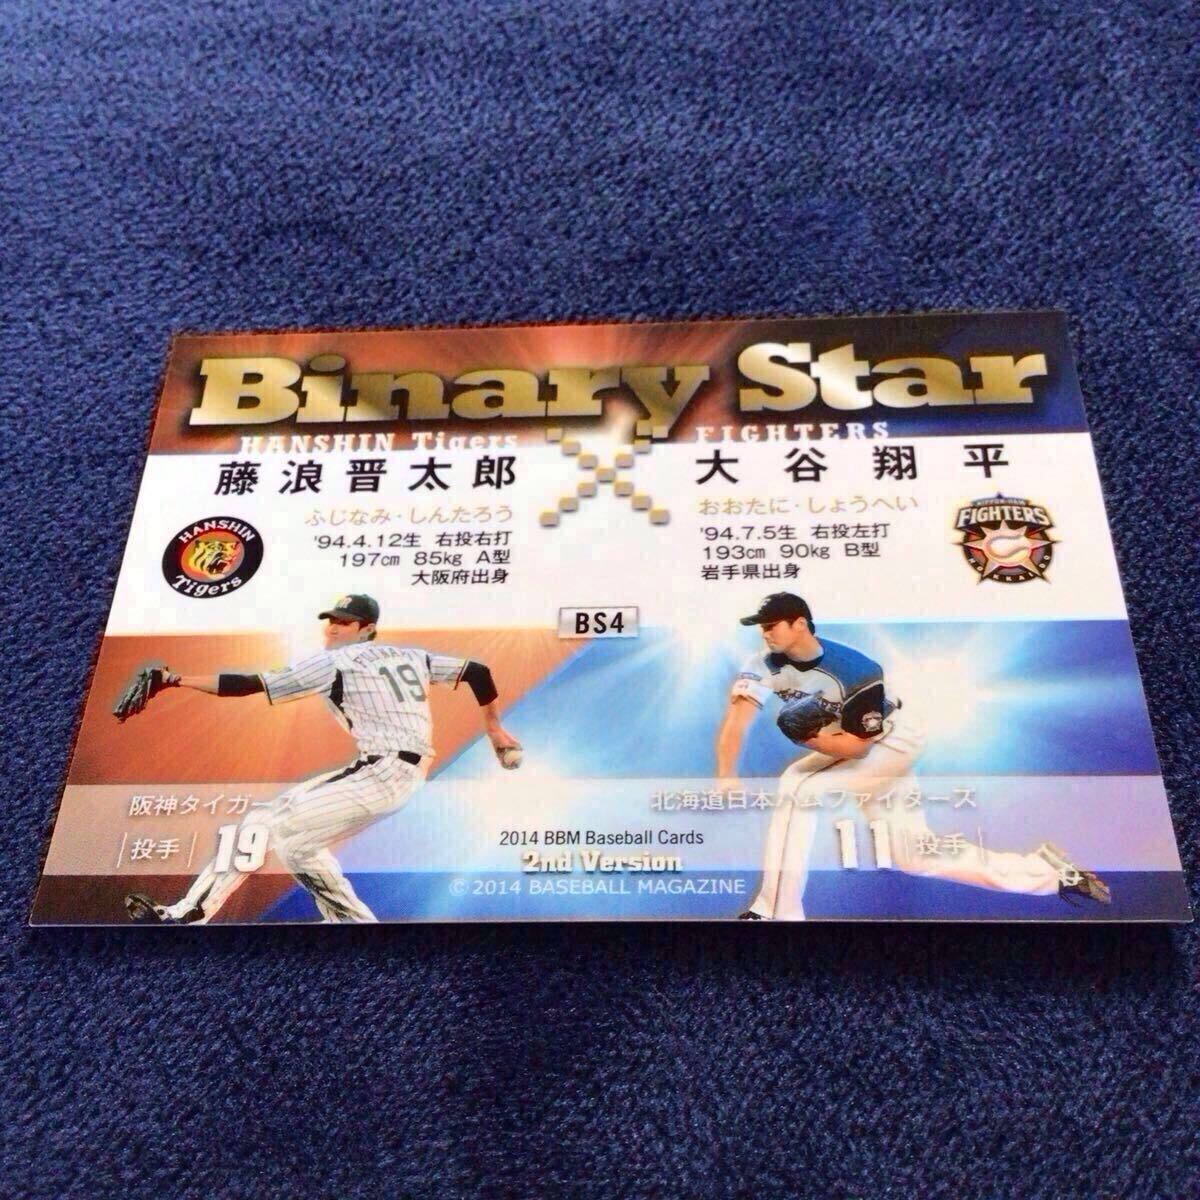 Binary Star
HANSHIN Tigers
藤浪晋太郎
ふじなみ・しんたろう
'94.4.12生 右投右打
197cm 85kg A型
大阪府出身
HANSHIN
Tigers
FIGHTERS
大谷翔平
おおたに・しょうへい
'94.7.5生 右投左打
193cm 90kg B型
岩手県出身
NIPPON-HAM
FIGHTERS
HOKKAIDO
BS4
19
阪神タイガース
投手 19
北海道日本ハムファイターズ
11 投手
2014 BBM Baseball Cards
2nd Version
© 2014 BASEBALL MAGAZINE